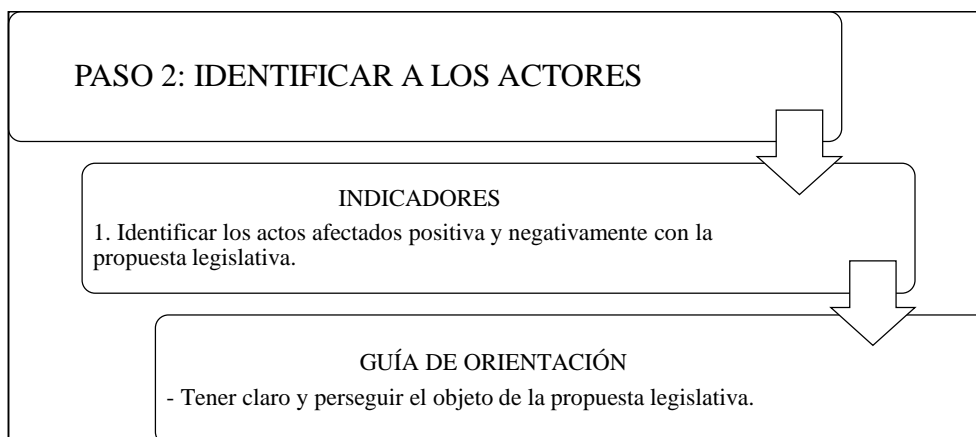 PASO 2: IDENTIFICAR A LOS ACTORES
INDICADORES
1. Identificar los actos afectados positiva y negativamente con la
propuesta legislativa.
GUÍA DE ORIENTACIÓN
- Tener claro y perseguir el objeto de la propuesta legislativa.